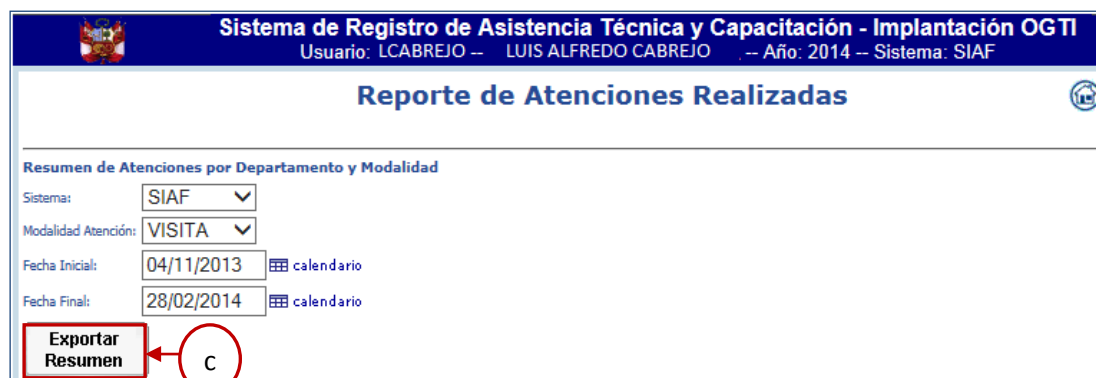 Sistema de Registro de Asistencia Técnica y Capacitación - Implantación OGTI
Usuario: LCABREJO -- LUIS ALFREDO CABREJO . -- Año: 2014 -- Sistema: SIAF
Reporte de Atenciones Realizadas
Resumen de Atenciones por Departamento y Modalidad
Sistema: SIAF
Modalidad Atención: VISITA
Fecha Inicial: 04/11/2013 calendario
Fecha Final: 28/02/2014 calendario
Exportar
Resumen
c